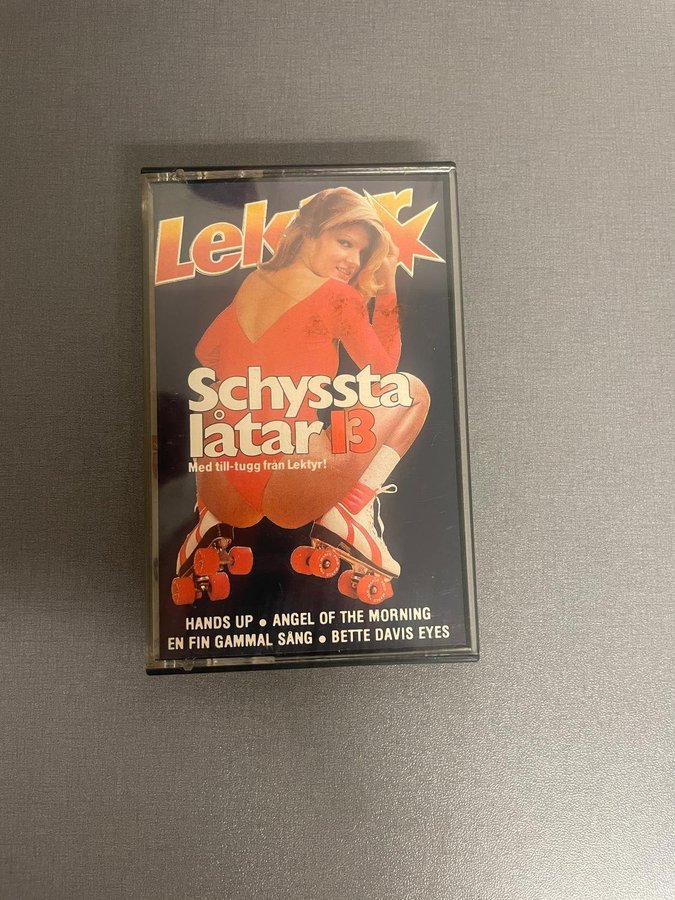 Lektyr
Schyssta
låtar 13
Med till-tugg från Lektyr!
HANDS UP • ANGEL OF THE MORNING
EN FIN GAMMAL SÅNG • BETTE DAVIS EYES